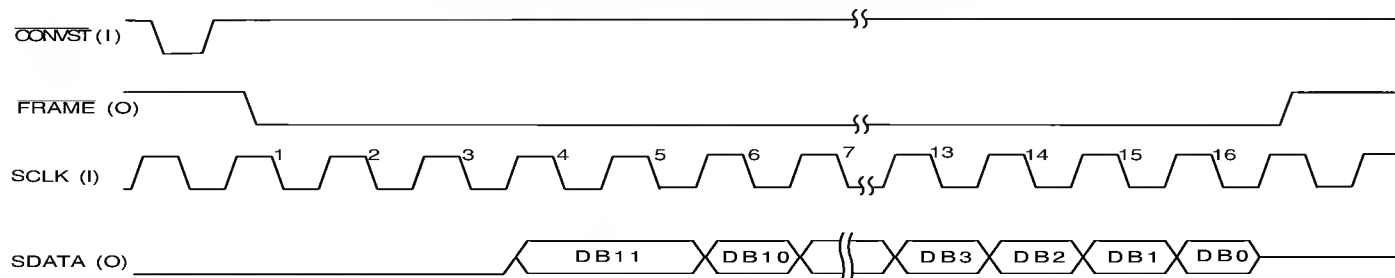 CONVST (I)
FRAME (O)
SCLK (I) 1 2 3 4 5 6 7 13 14 15 16
SDATA (O) DB11 DB10 DB3 DB2 DB1 DB0